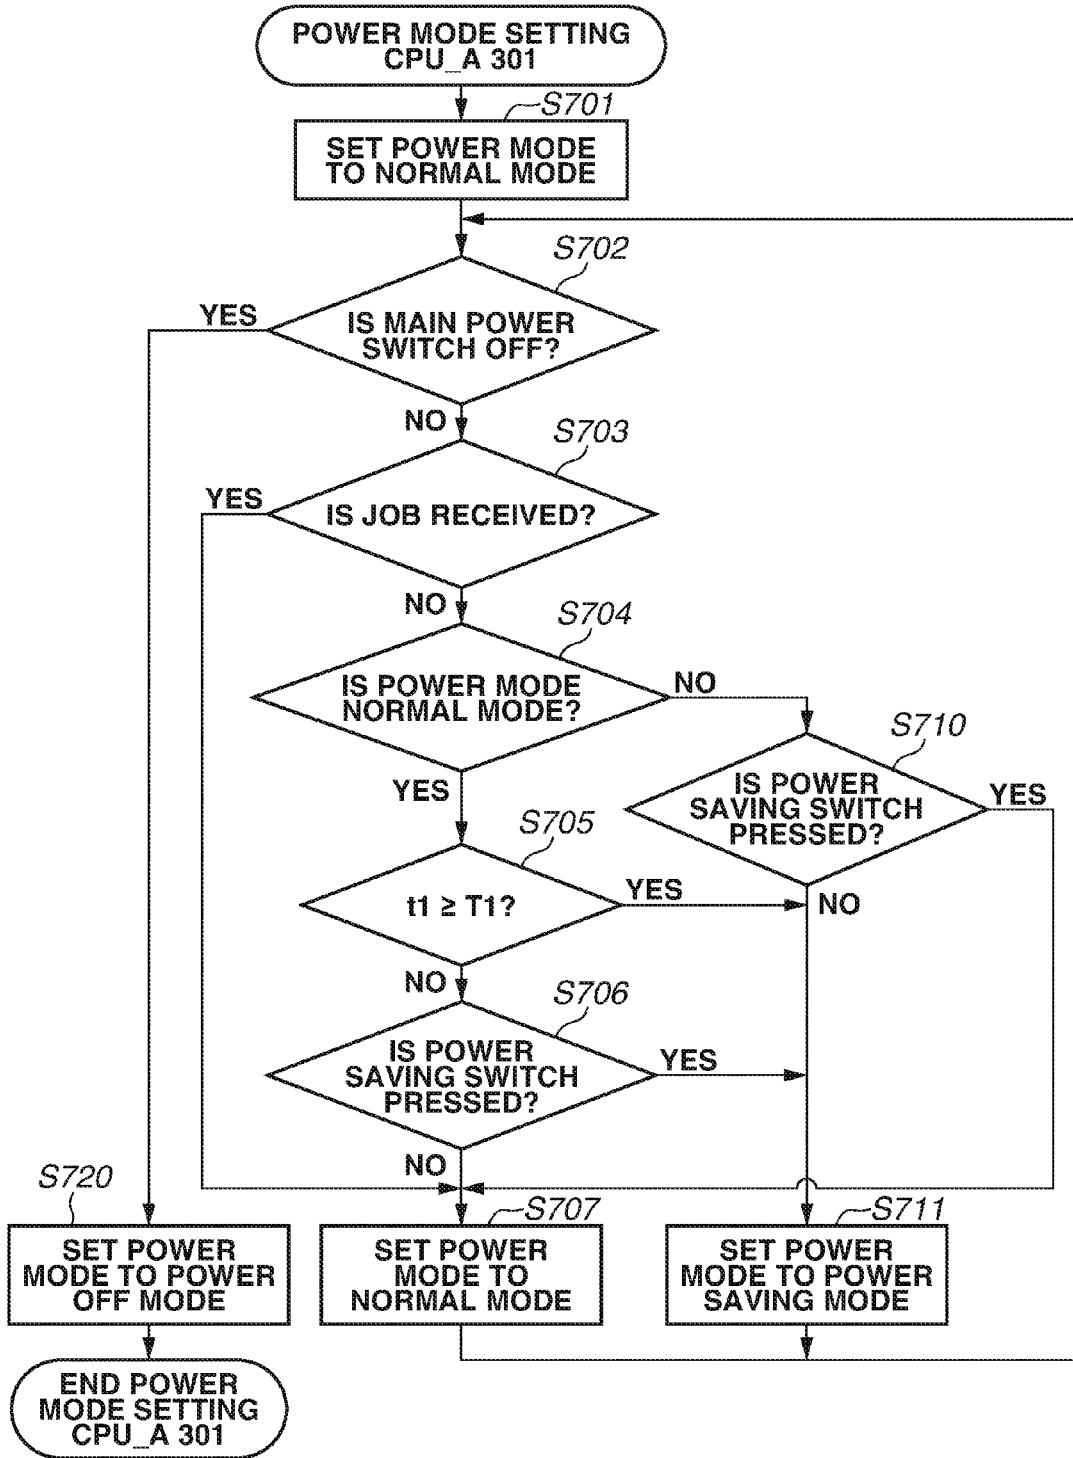 POWER MODE SETTING
CPU_A 301
S701
SET POWER MODE
TO NORMAL MODE
S702
YES
IS MAIN POWER
SWITCH OFF?
NO
S703
YES
IS JOB RECEIVED?
NO
S704
IS POWER MODE
NORMAL MODE?
NO
S710
YES
IS POWER
SAVING SWITCH
PRESSED?
YES
S705
t1 ≥ T1?
YES
NO
NO
S706
IS POWER
SAVING SWITCH
PRESSED?
YES
NO
S720
S707
S711
SET POWER
MODE TO POWER
OFF MODE
SET POWER
MODE TO
NORMAL MODE
SET POWER
MODE TO POWER
SAVING MODE
END POWER
MODE SETTING
CPU_A 301